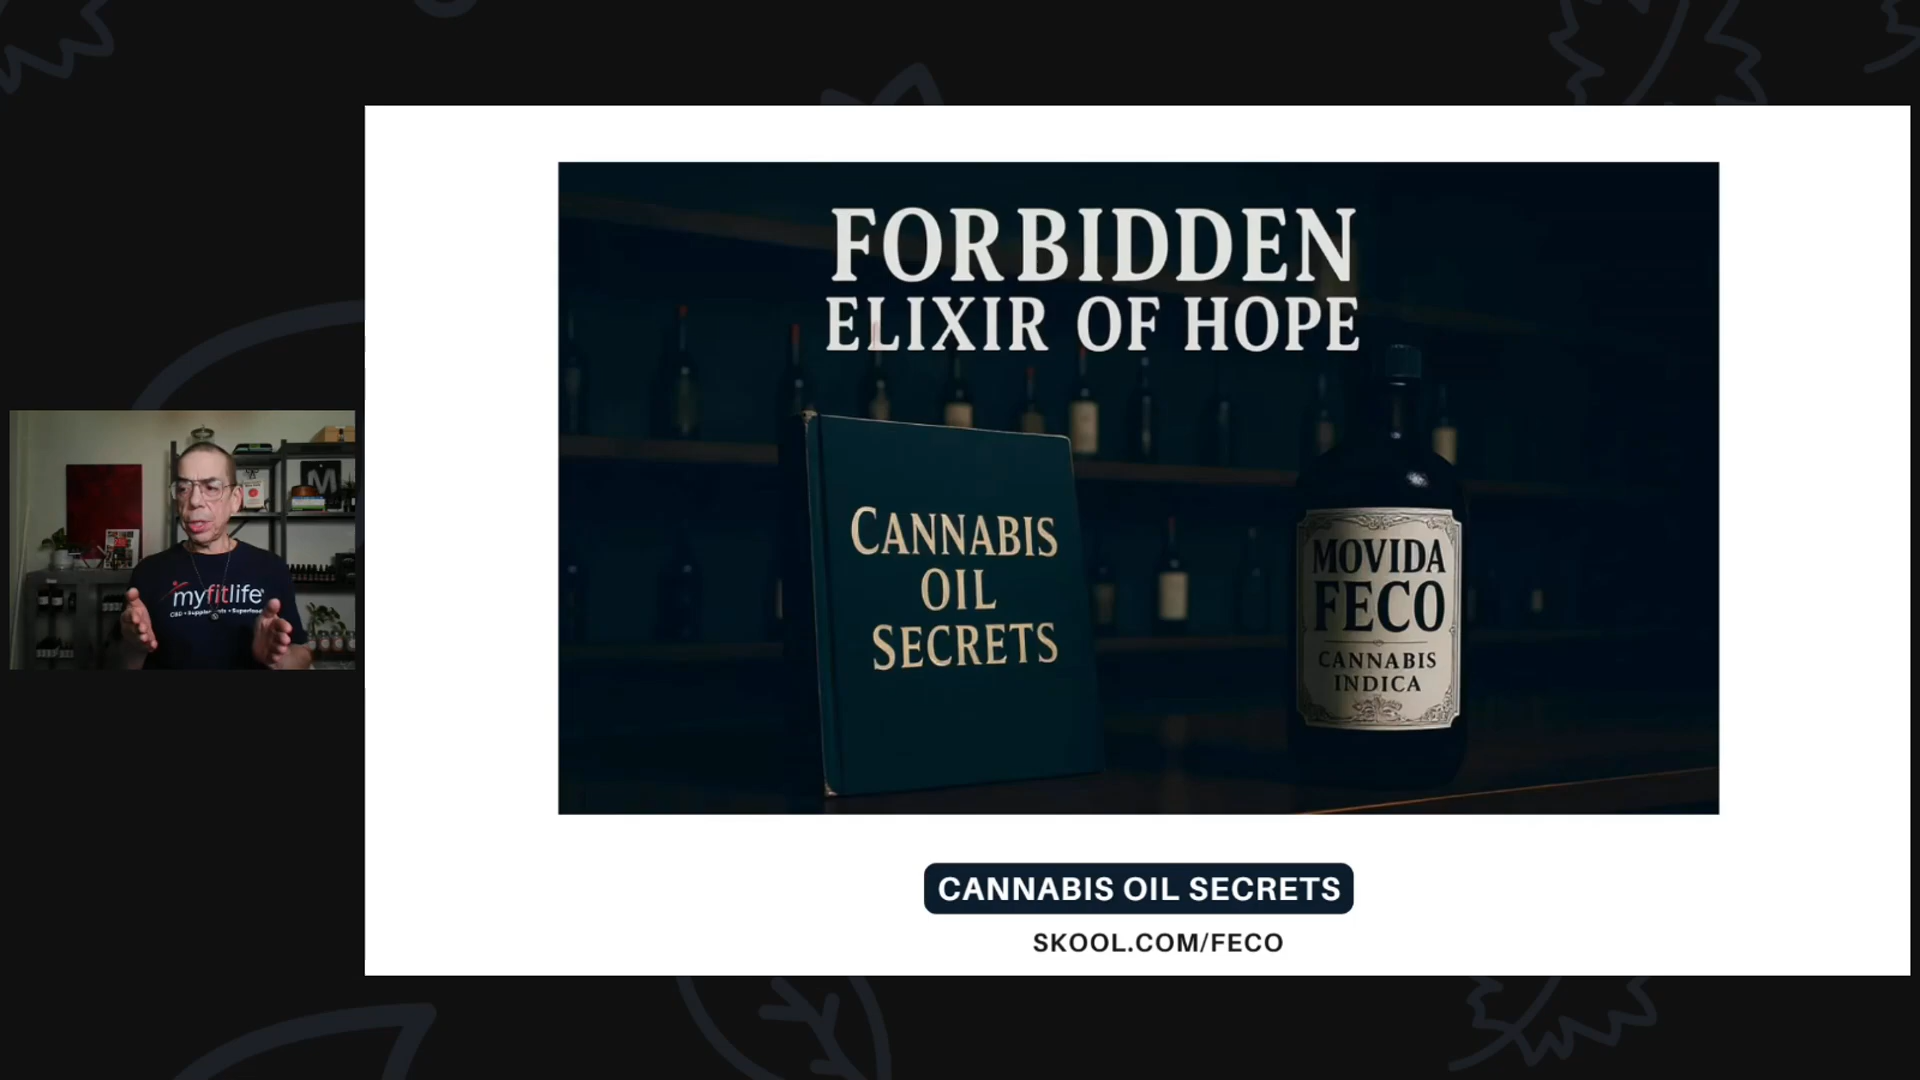 FORBIDDEN
ELIXIR OF HOPE
CANNABIS
OIL
SECRETS
MOVIDA
FECO
CANNABIS
INDICA
CANNABIS OIL SECRETS
SKOOL.COM/FECO
myfitlife
M